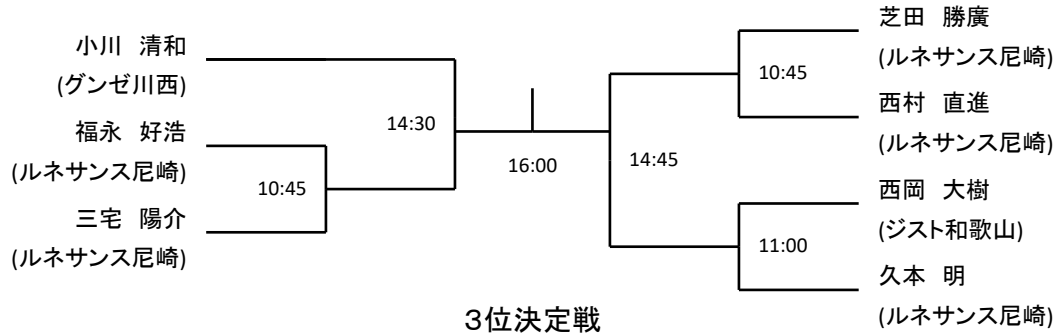 小川　清和
(グンゼ川西)
福永　好浩
(ルネサンス尼崎)
三宅　陽介
(ルネサンス尼崎)
14:30
10:45
16:00
14:45
10:45
11:00
芝田　勝廣
(ルネサンス尼崎)
西村　直進
(ルネサンス尼崎)
西岡　大樹
(ジスト和歌山)
久本　明
(ルネサンス尼崎)
３位決定戦